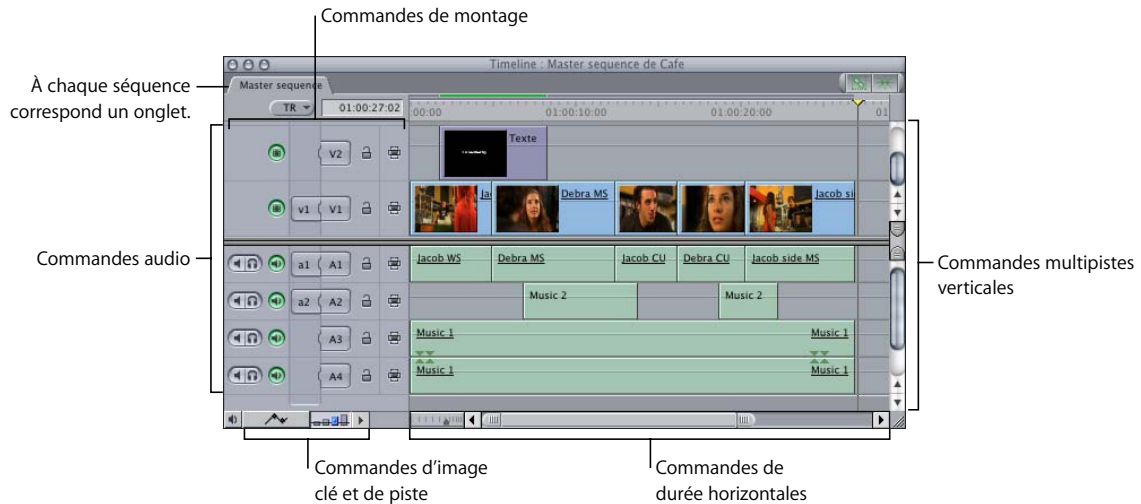 Commandes de montage
À chaque séquence
correspond un onglet.
Timeline : Master sequence de Cafe
Master sequence
TR
01:00:27:02
00:00
01:00:10:00
01:00:20:00
01
V2
Texte
v1 V1
Ja
Debra MS
Jacob si
Commandes audio
a1 A1
Jacob WS
Debra MS
Jacob CU
Debra CU
Jacob side MS
a2 A2
Music 2
Music 2
A3
Music 1
Music 1
A4
Music 1
Music 1
Commandes multipistes
verticales
Commandes d’image
clé et de piste
Commandes de
durée horizontales